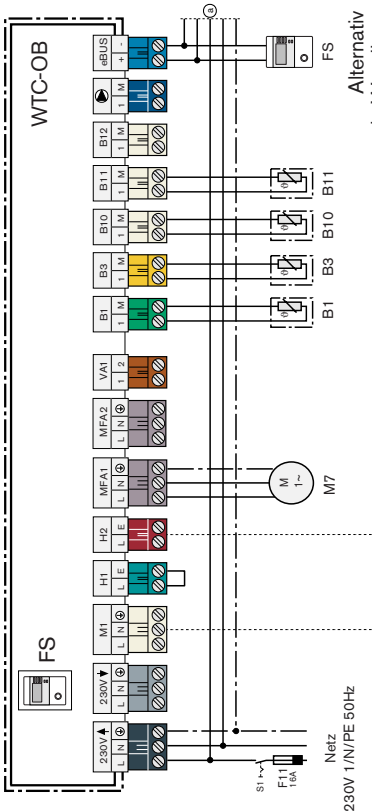 WTC-OB
FS
230V
L N
230V
L N
M1
L N
H1
L E
H2
L E
MFA1
L N
MFA2
L N
VA1
1 2
B1
1 M
B3
1 M
B10
1 M
B11
1 M
B12
1 M
1 M
eBUS
+ -
a
S1
F11
16A
Netz
230V 1/N/PE 50Hz
M
1~
M7
ϑ
B1
ϑ
B3
ϑ
B10
ϑ
B11
FS
Alternativ